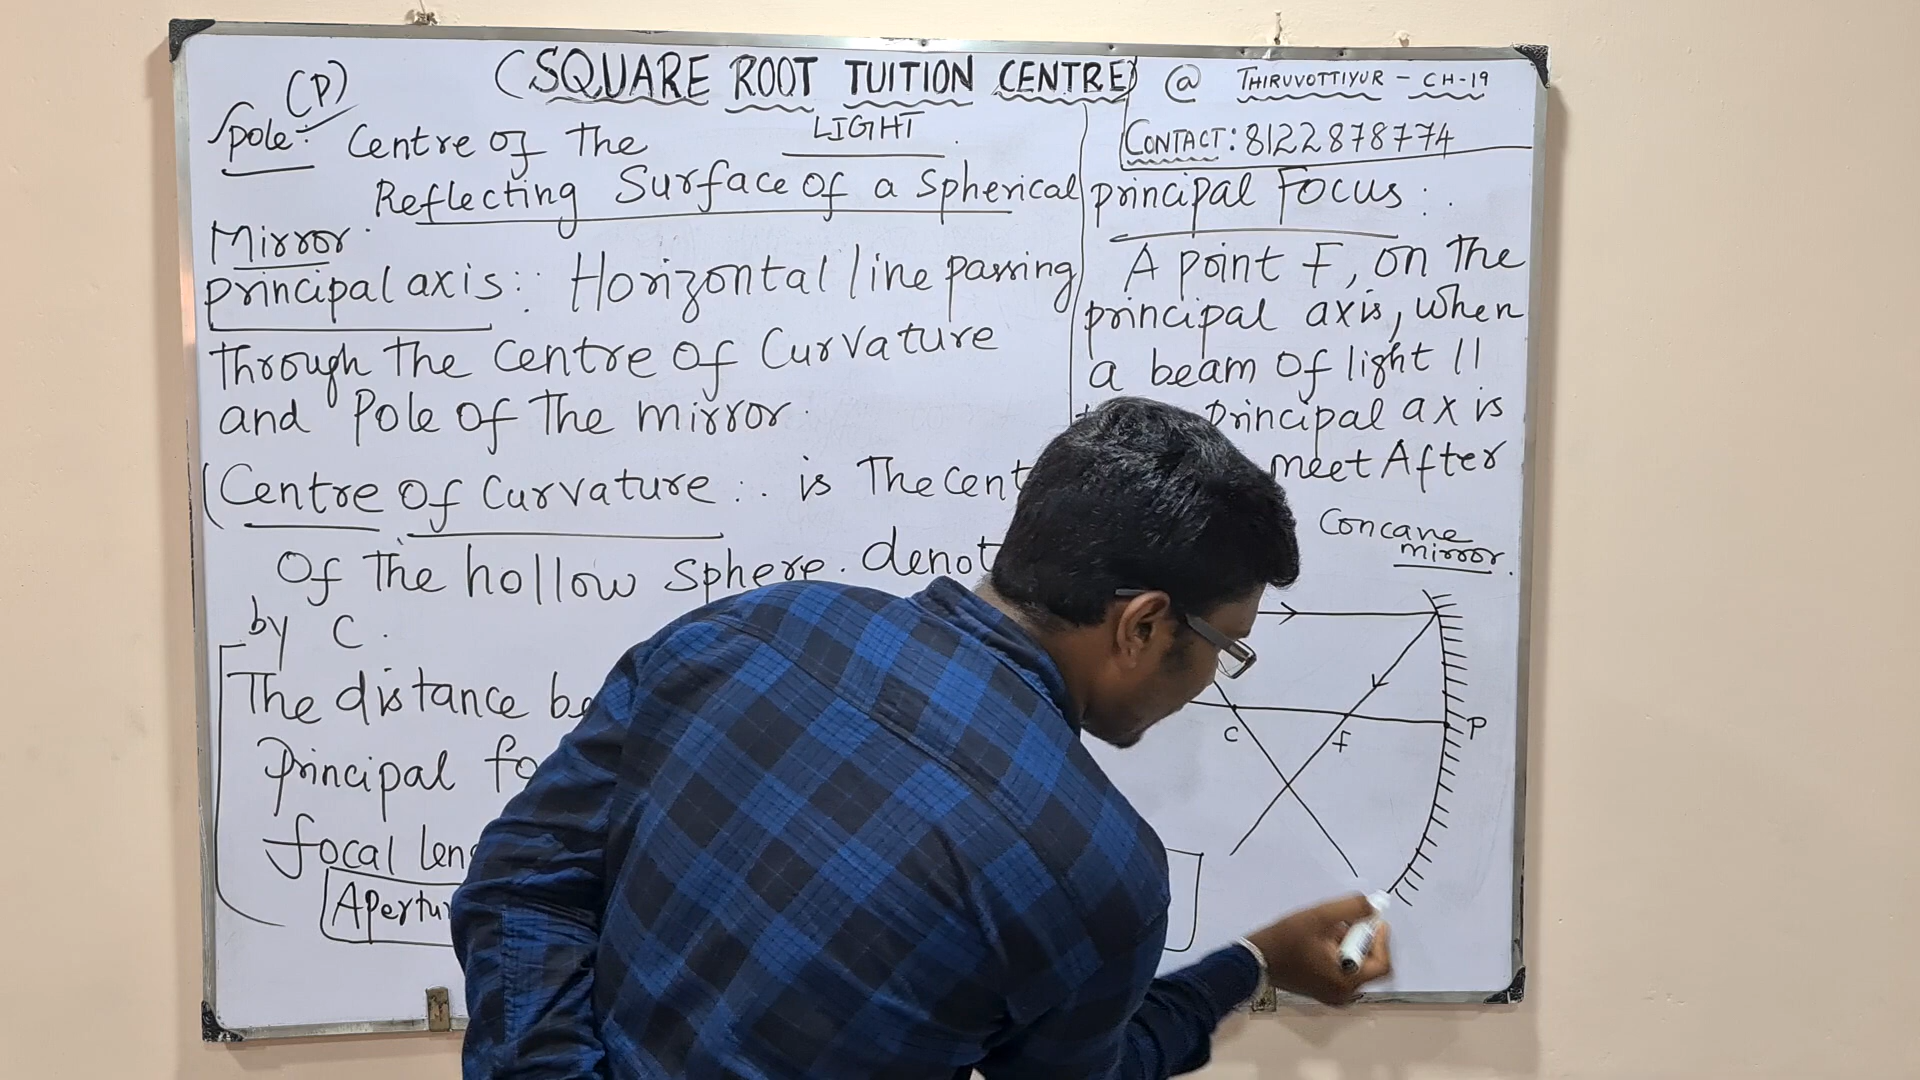 (SQUARE ROOT TUITION CENTRE) @ THIRUVOTTIYUR - CH-19
CONTACT: 8122878774
LIGHT
(P)
pole: Centre of the
Reflecting Surface of a Spherical
Mirror.
principal axis: Horizontal line passing
through the Centre of Curvature
and Pole of the mirror.
(Centre of Curvature: is The Cent
Of the hollow sphere. denot
by C.
The distance be
Principal fo
focal len
Apertu
principal Focus:
A point F, on the
principal axis, when
a beam of light ||
principal axis
meet After
Concave
mirror.
C
F
P